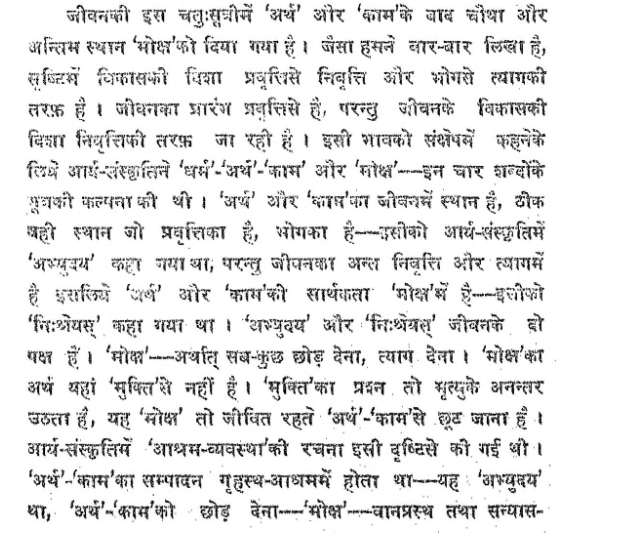 जीवनकी इस चतुःसूत्रीमें ‘अर्थ’ और ‘काम’के बाद चौथा और
अन्तिम स्थान ‘मोक्ष’को दिया गया है। जैसा हमने बार-बार लिखा है,
सृष्टिमें विकासकी दिशा प्रवृत्तिसे निवृत्ति और भोगसे त्यागकी
तरफ़ है। जीवनका प्रारंभ प्रवृत्तिसे है, परन्तु जीवनके विकासकी
दिशा निवृत्तिकी तरफ़ जा रही है। इसी भावको संक्षेपमें कहनेके
लिये आर्य-संस्कृतिने ‘धर्म’-‘अर्थ’-‘काम’ और ‘मोक्ष’—इन चार शब्दोंके
सूत्रकी कल्पना की थी। ‘अर्थ’ और ‘काम’का जीवनमें स्थान है, ठीक
वही स्थान जो प्रवृत्तिका है, भोगका है—इसीको आर्य-संस्कृतिमें
‘अभ्युदय’ कहा गया था, परन्तु जीवनका अन्त निवृत्ति और त्यागमें
है इसलिये ‘अर्थ’ और ‘काम’की सार्थकता ‘मोक्ष’में है—इसीको
‘निःश्रेयस्’ कहा गया था। ‘अभ्युदय’ और ‘निःश्रेयस्’ जीवनके दो
पक्ष हैं। ‘मोक्ष’—अर्थात् सब-कुछ छोड़ देना, त्याग देना। ‘मोक्ष’का
अर्थ यहां ‘मुक्ति’से नहीं है। ‘मुक्ति’का प्रश्न तो मृत्युके अनन्तर
उठता है, यह ‘मोक्ष’ तो जीवित रहते ‘अर्थ’-‘काम’से छूट जाना है।
आर्य-संस्कृतिमें ‘आश्रम-व्यवस्था’की रचना इसी दृष्टिसे की गई थी।
‘अर्थ’-‘काम’का सम्पादन गृहस्थ-आश्रममें होता था—यह ‘अभ्युदय’
था, ‘अर्थ’-‘काम’को छोड़ देना—‘मोक्ष’—वानप्रस्थ तथा सन्यास-